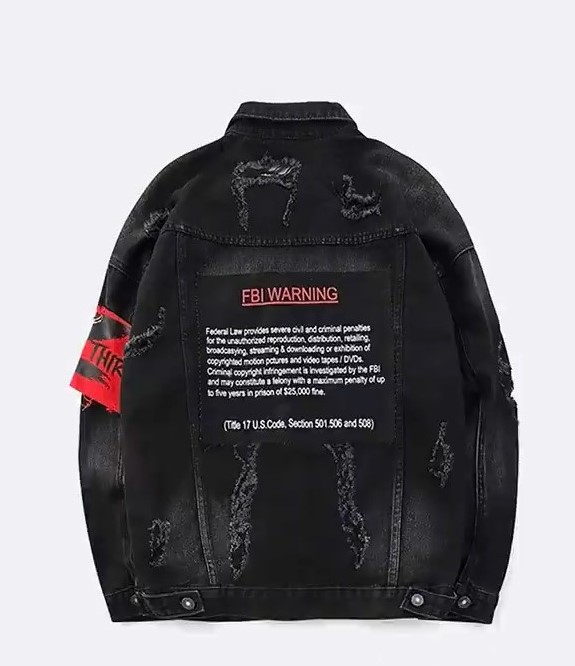 FBI WARNING
Federal Law provides severe civil and criminal penalties
for the unauthorized reproduction, distribution, retailing,
broadcasying, streaming & downloading or exhibition of
copyrighted motion pictures and video tapes / DVDs.
Criminal copyright infringement is investigated by the FBI
and may constitute a felony with a maximum penalty of up
to five yesrs in prison of $25,000 fine.
(Title 17 U.S.Code, Section 501.506 and 508)
THIR